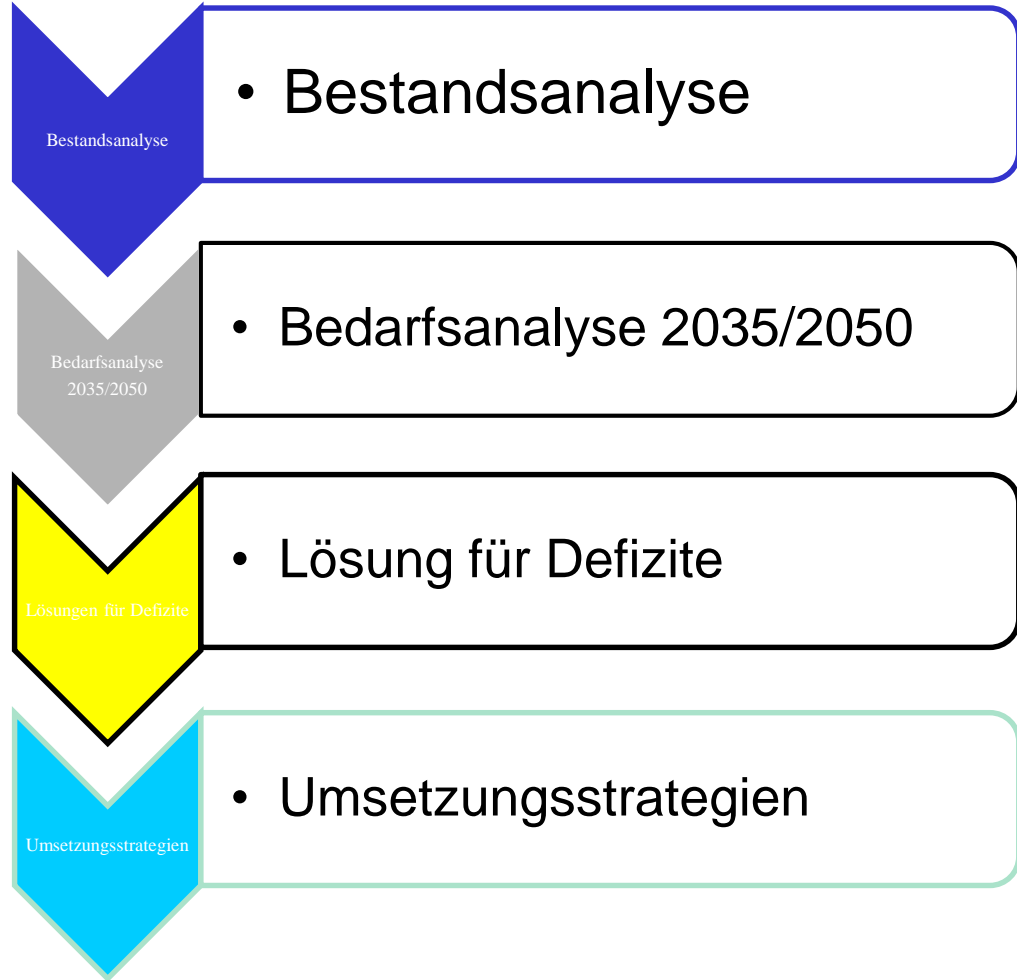 Bestandsanalyse
• Bestandsanalyse
Bedarfsanalyse
2035/2050
• Bedarfsanalyse 2035/2050
Lösungen für Defizite
• Lösung für Defizite
Umsetzungsstrategien
• Umsetzungsstrategien